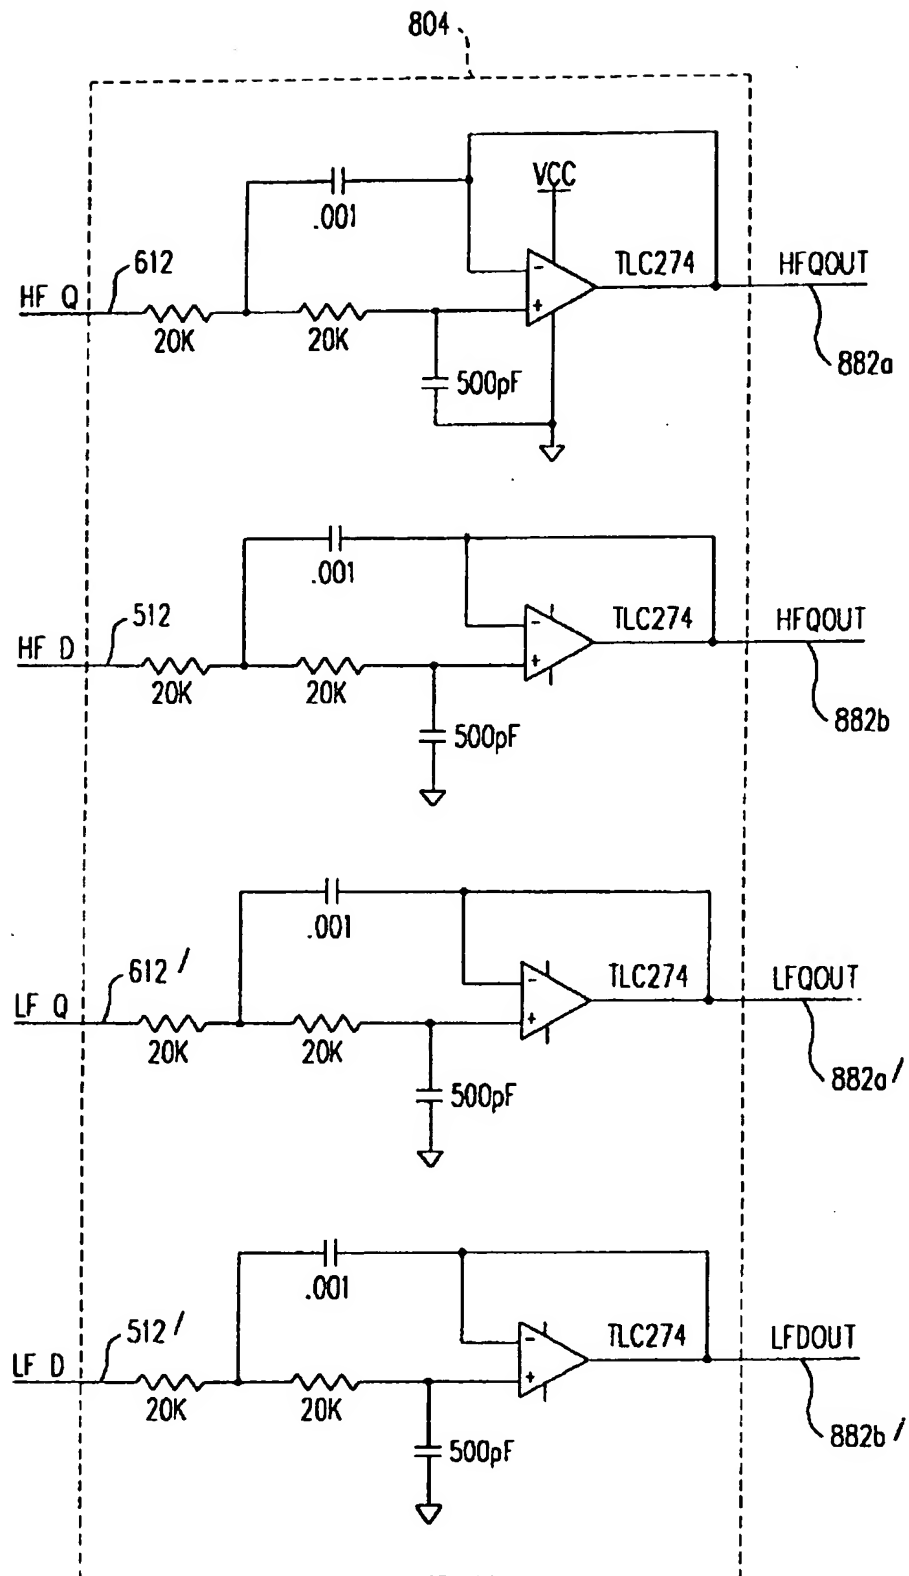 804
VCC
.001
612
TLC274
HFQOUT
HF Q
-
+
20K
20K
882a
500pF
.001
512
TLC274
HFQOUT
HF D
-
+
20K
20K
882b
500pF
.001
612 /
TLC274
LFQOUT
LF Q
-
+
20K
20K
882a /
500pF
.001
512 /
TLC274
LFDOUT
LF D
-
+
20K
20K
882b /
500pF